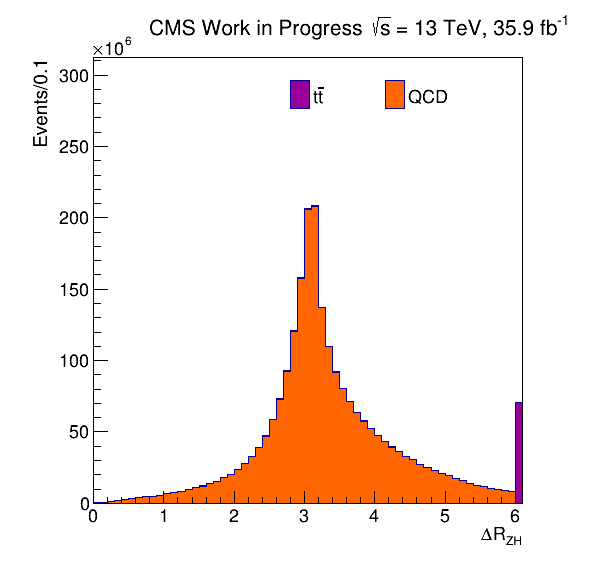 CMS Work in Progress √s = 13 TeV, 35.9 fb⁻¹
×10⁶
Events/0.1
tt̄
QCD
300
250
200
150
100
50
0
0 1 2 3 4 5 6
ΔR_ZH